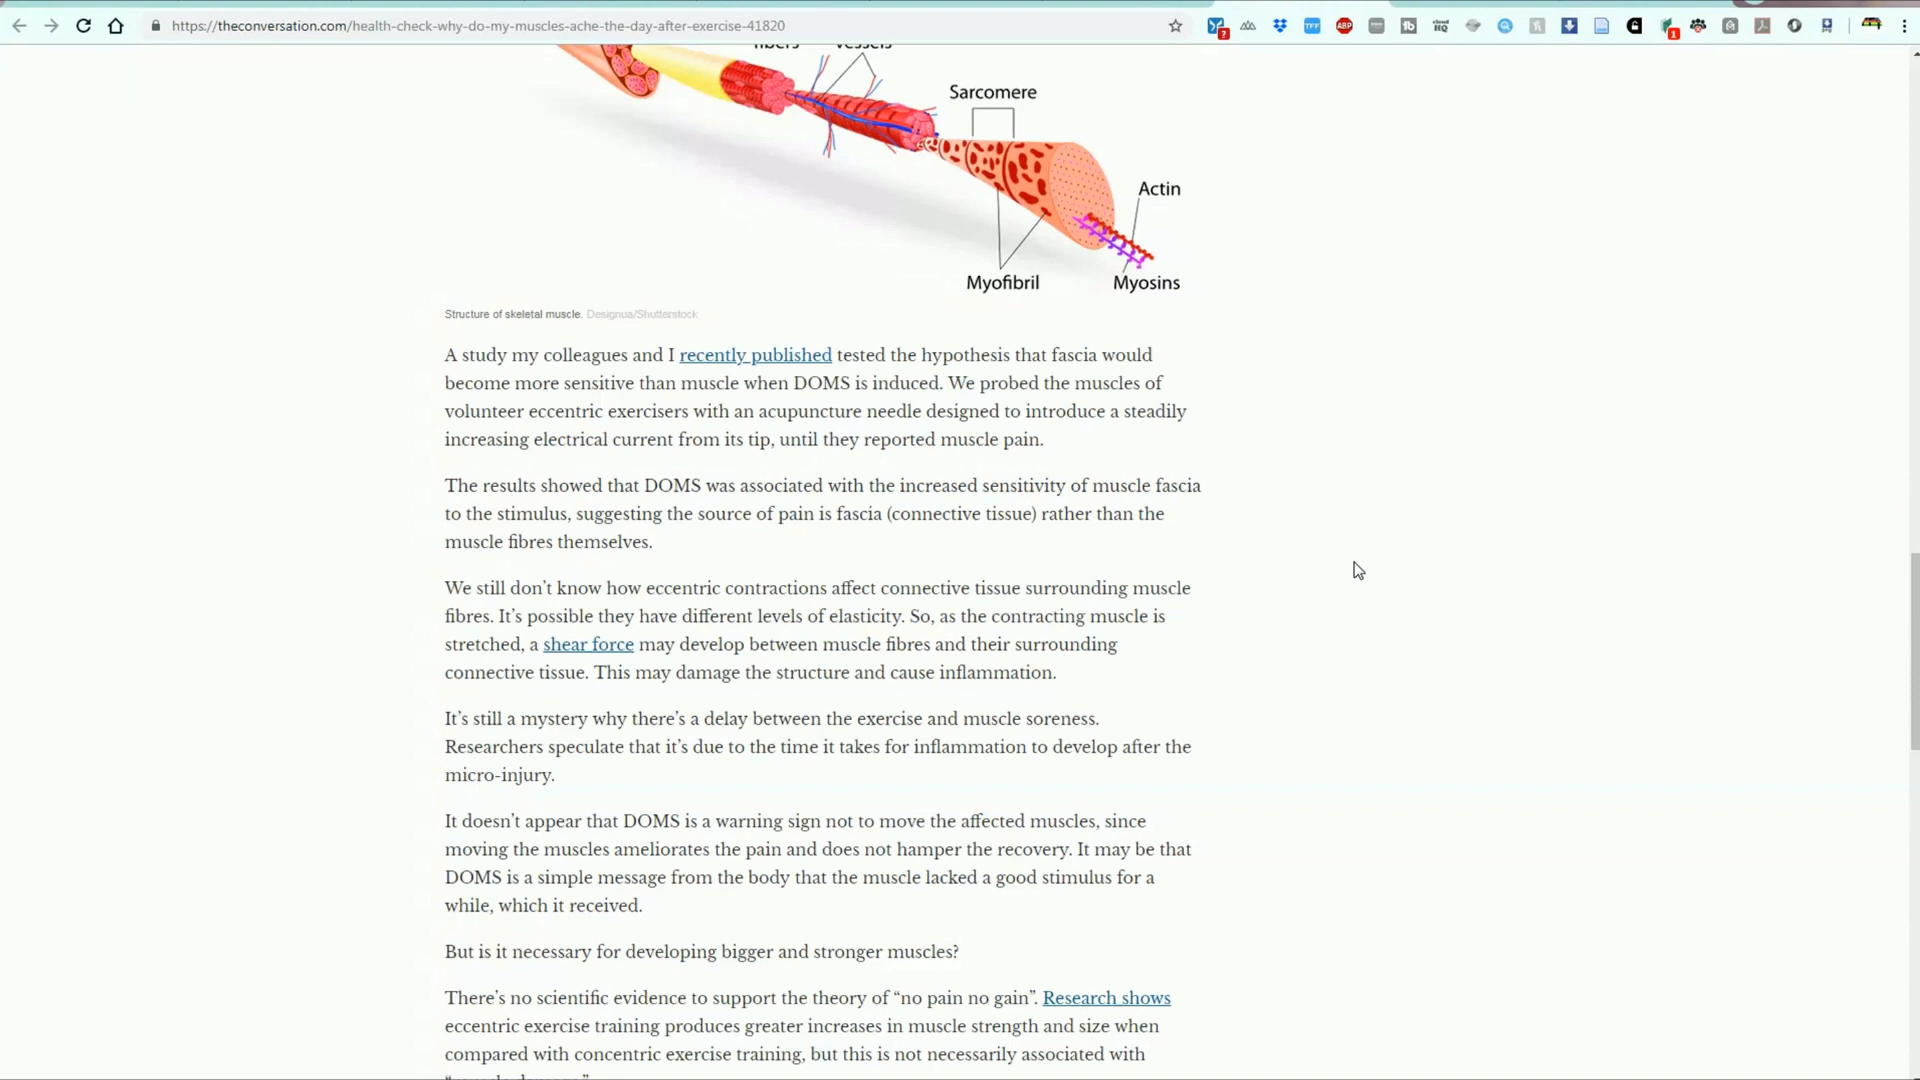 https://theconversation.com/health-check-why-do-my-muscles-ache-the-day-after-exercise-41820
fibers vessels
Sarcomere
Actin
Myofibril
Myosins
Structure of skeletal muscle. Designua/Shutterstock
A study my colleagues and I recently published tested the hypothesis that fascia would
become more sensitive than muscle when DOMS is induced. We probed the muscles of
volunteer eccentric exercisers with an acupuncture needle designed to introduce a steadily
increasing electrical current from its tip, until they reported muscle pain.
The results showed that DOMS was associated with the increased sensitivity of muscle fascia
to the stimulus, suggesting the source of pain is fascia (connective tissue) rather than the
muscle fibres themselves.
We still don’t know how eccentric contractions affect connective tissue surrounding muscle
fibres. It’s possible they have different levels of elasticity. So, as the contracting muscle is
stretched, a shear force may develop between muscle fibres and their surrounding
connective tissue. This may damage the structure and cause inflammation.
It’s still a mystery why there’s a delay between the exercise and muscle soreness.
Researchers speculate that it’s due to the time it takes for inflammation to develop after the
micro-injury.
It doesn’t appear that DOMS is a warning sign not to move the affected muscles, since
moving the muscles ameliorates the pain and does not hamper the recovery. It may be that
DOMS is a simple message from the body that the muscle lacked a good stimulus for a
while, which it received.
But is it necessary for developing bigger and stronger muscles?
There’s no scientific evidence to support the theory of “no pain no gain”. Research shows
eccentric exercise training produces greater increases in muscle strength and size when
compared with concentric exercise training, but this is not necessarily associated with